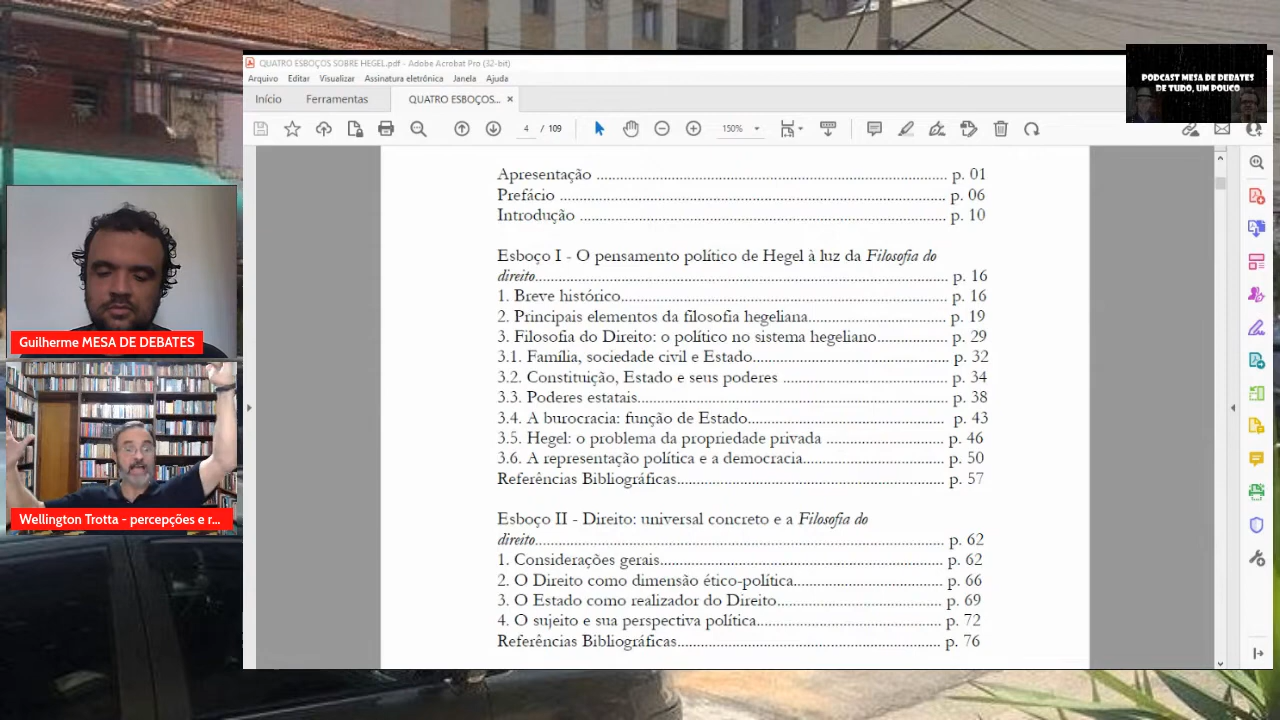 QUATRO ESBOÇOS SOBRE HEGEL.pdf - Adobe Acrobat Pro (32-bit)
Arquivo Editar Visualizar Assinatura eletrônica Janela Ajuda
Início Ferramentas QUATRO ESBOÇOS... ×
4 / 109 150%
PODCAST MESA DE DEBATES
DE TUDO, UM POUCO
Apresentação ........ p. 01
Prefácio ........ p. 06
Introdução ........ p. 10
Esboço I - O pensamento político de Hegel à luz da Filosofia do
direito........ p. 16
1. Breve histórico........ p. 16
2. Principais elementos da filosofia hegeliana........ p. 19
3. Filosofia do Direito: o político no sistema hegeliano........ p. 29
3.1. Família, sociedade civil e Estado........ p. 32
3.2. Constituição, Estado e seus poderes ........ p. 34
3.3. Poderes estatais........ p. 38
3.4. A burocracia: função de Estado........ p. 43
3.5. Hegel: o problema da propriedade privada ........ p. 46
3.6. A representação política e a democracia........ p. 50
Referências Bibliográficas........ p. 57
Esboço II - Direito: universal concreto e a Filosofia do
direito........ p. 62
1. Considerações gerais........ p. 62
2. O Direito como dimensão ético-política........ p. 66
3. O Estado como realizador do Direito........ p. 69
4. O sujeito e sua perspectiva política........ p. 72
Referências Bibliográficas........ p. 76
Guilherme MESA DE DEBATES
Wellington Trotta - percepções e r...